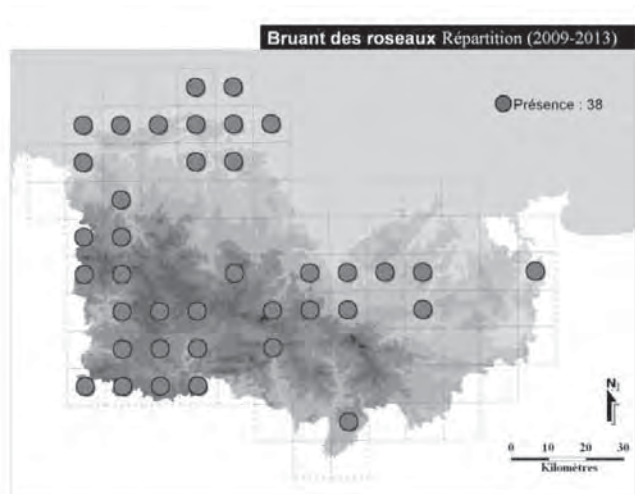 Bruant des roseaux Répartition (2009-2013)
Présence : 38
N
0 10 20 30
Kilomètres